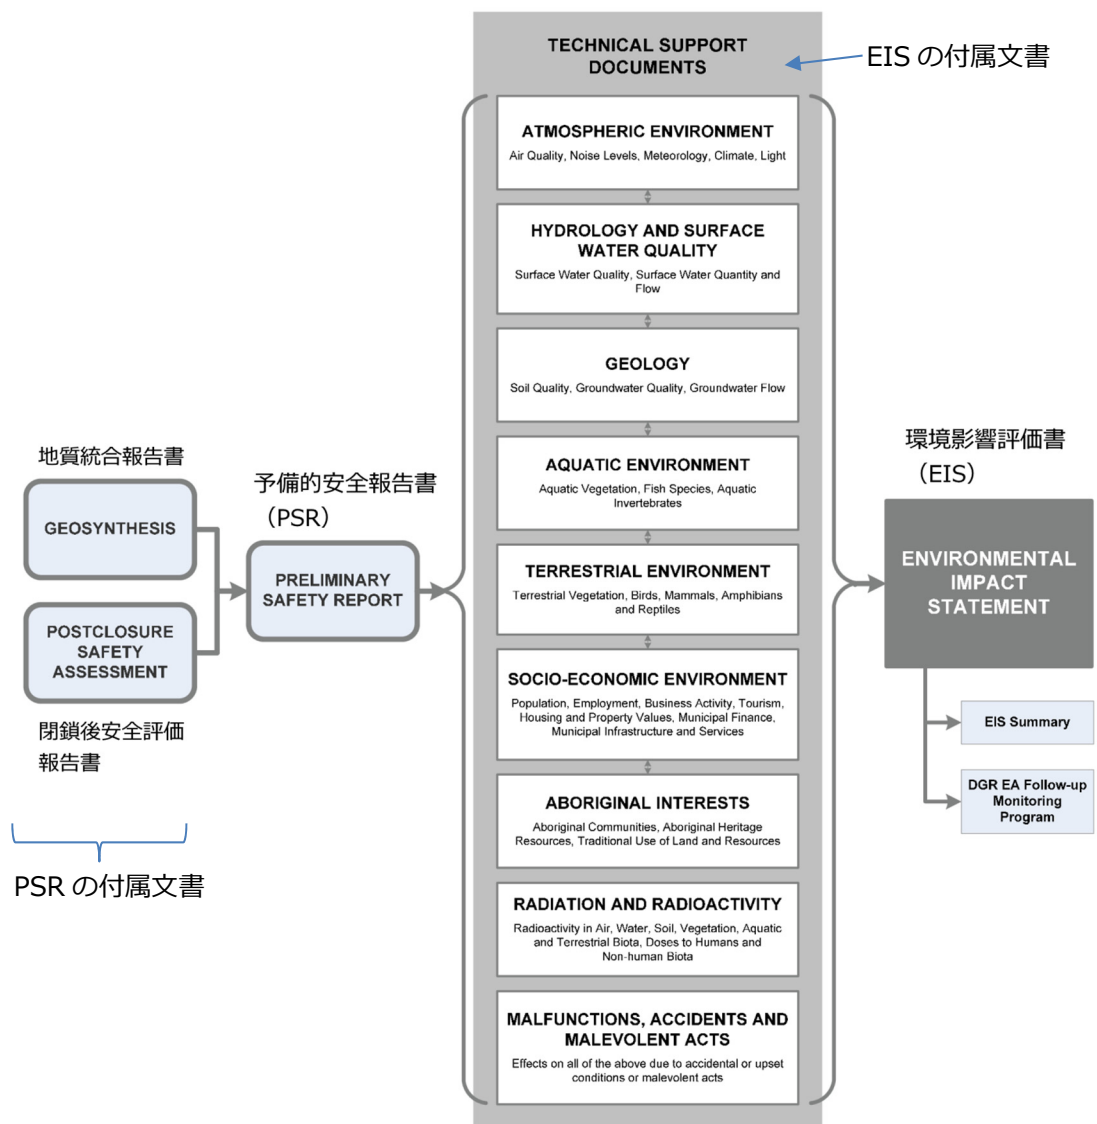 TECHNICAL SUPPORT
DOCUMENTS
EIS の付属文書
ATMOSPHERIC ENVIRONMENT
Air Quality, Noise Levels, Meteorology, Climate, Light
HYDROLOGY AND SURFACE
WATER QUALITY
Surface Water Quality, Surface Water Quantity and
Flow
GEOLOGY
Soil Quality, Groundwater Quality, Groundwater Flow
AQUATIC ENVIRONMENT
Aquatic Vegetation, Fish Species, Aquatic
Invertebrates
TERRESTRIAL ENVIRONMENT
Terrestrial Vegetation, Birds, Mammals, Amphibians
and Reptiles
SOCIO-ECONOMIC ENVIRONMENT
Population, Employment, Business Activity, Tourism,
Housing and Property Values, Municipal Finance,
Municipal Infrastructure and Services
ABORIGINAL INTERESTS
Aboriginal Communities, Aboriginal Heritage
Resources, Traditional Use of Land and Resources
RADIATION AND RADIOACTIVITY
Radioactivity in Air, Water, Soil, Vegetation, Aquatic
and Terrestrial Biota, Doses to Humans and
Non-human Biota
MALFUNCTIONS, ACCIDENTS AND
MALEVOLENT ACTS
Effects on all of the above due to accidental or upset
conditions or malevolent acts
地質統合報告書
GEOSYNTHESIS
POSTCLOSURE
SAFETY
ASSESSMENT
閉鎖後安全評価
報告書
PSR の付属文書
予備的安全報告書
（PSR）
PRELIMINARY
SAFETY REPORT
環境影響評価書
（EIS）
ENVIRONMENTAL
IMPACT
STATEMENT
EIS Summary
DGR EA Follow-up
Monitoring
Program